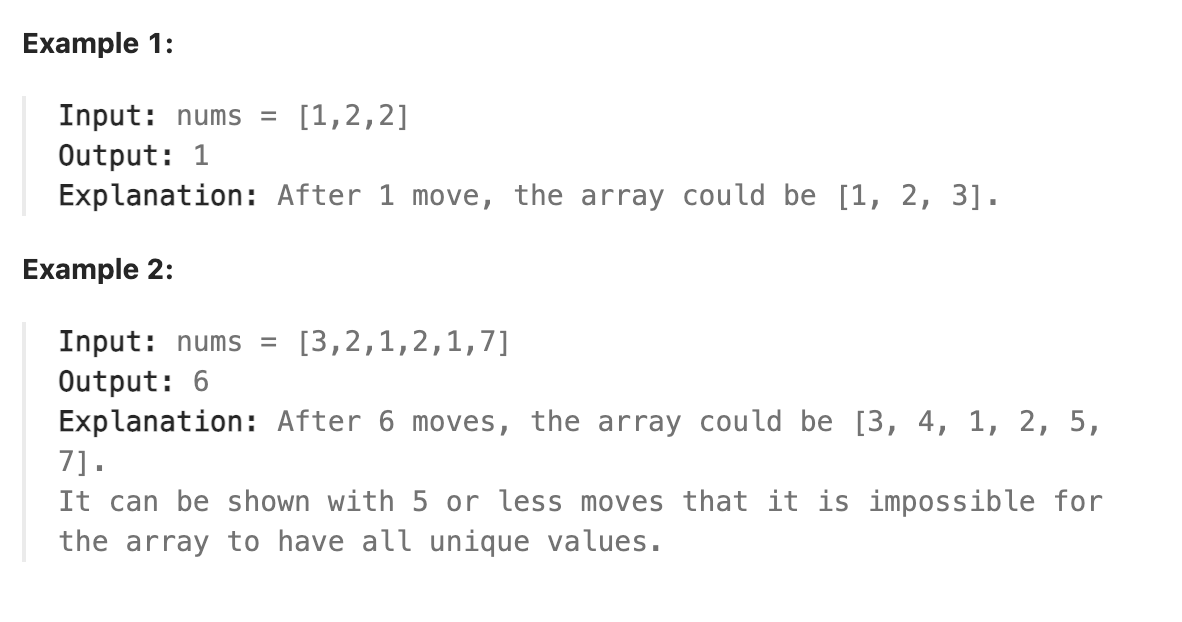 Example 1:
Input: nums = [1,2,2]
Output: 1
Explanation: After 1 move, the array could be [1, 2, 3].
Example 2:
Input: nums = [3,2,1,2,1,7]
Output: 6
Explanation: After 6 moves, the array could be [3, 4, 1, 2, 5,
7].
It can be shown with 5 or less moves that it is impossible for
the array to have all unique values.